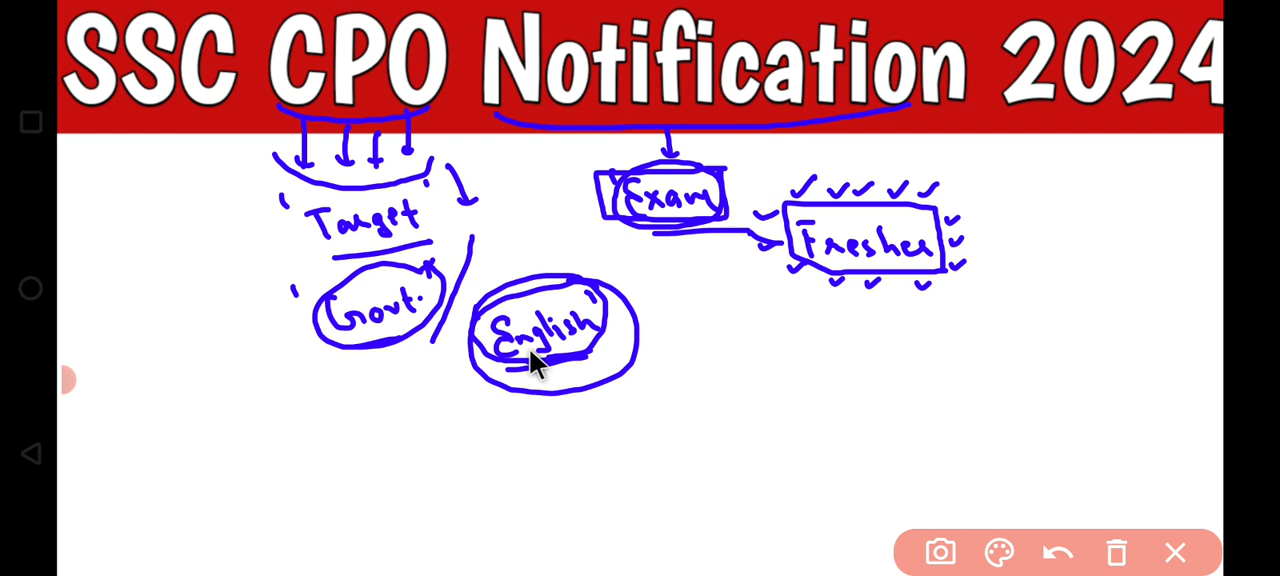 SSC CPO Notification 2024
Exam
Target
Fresher
Govt.
English